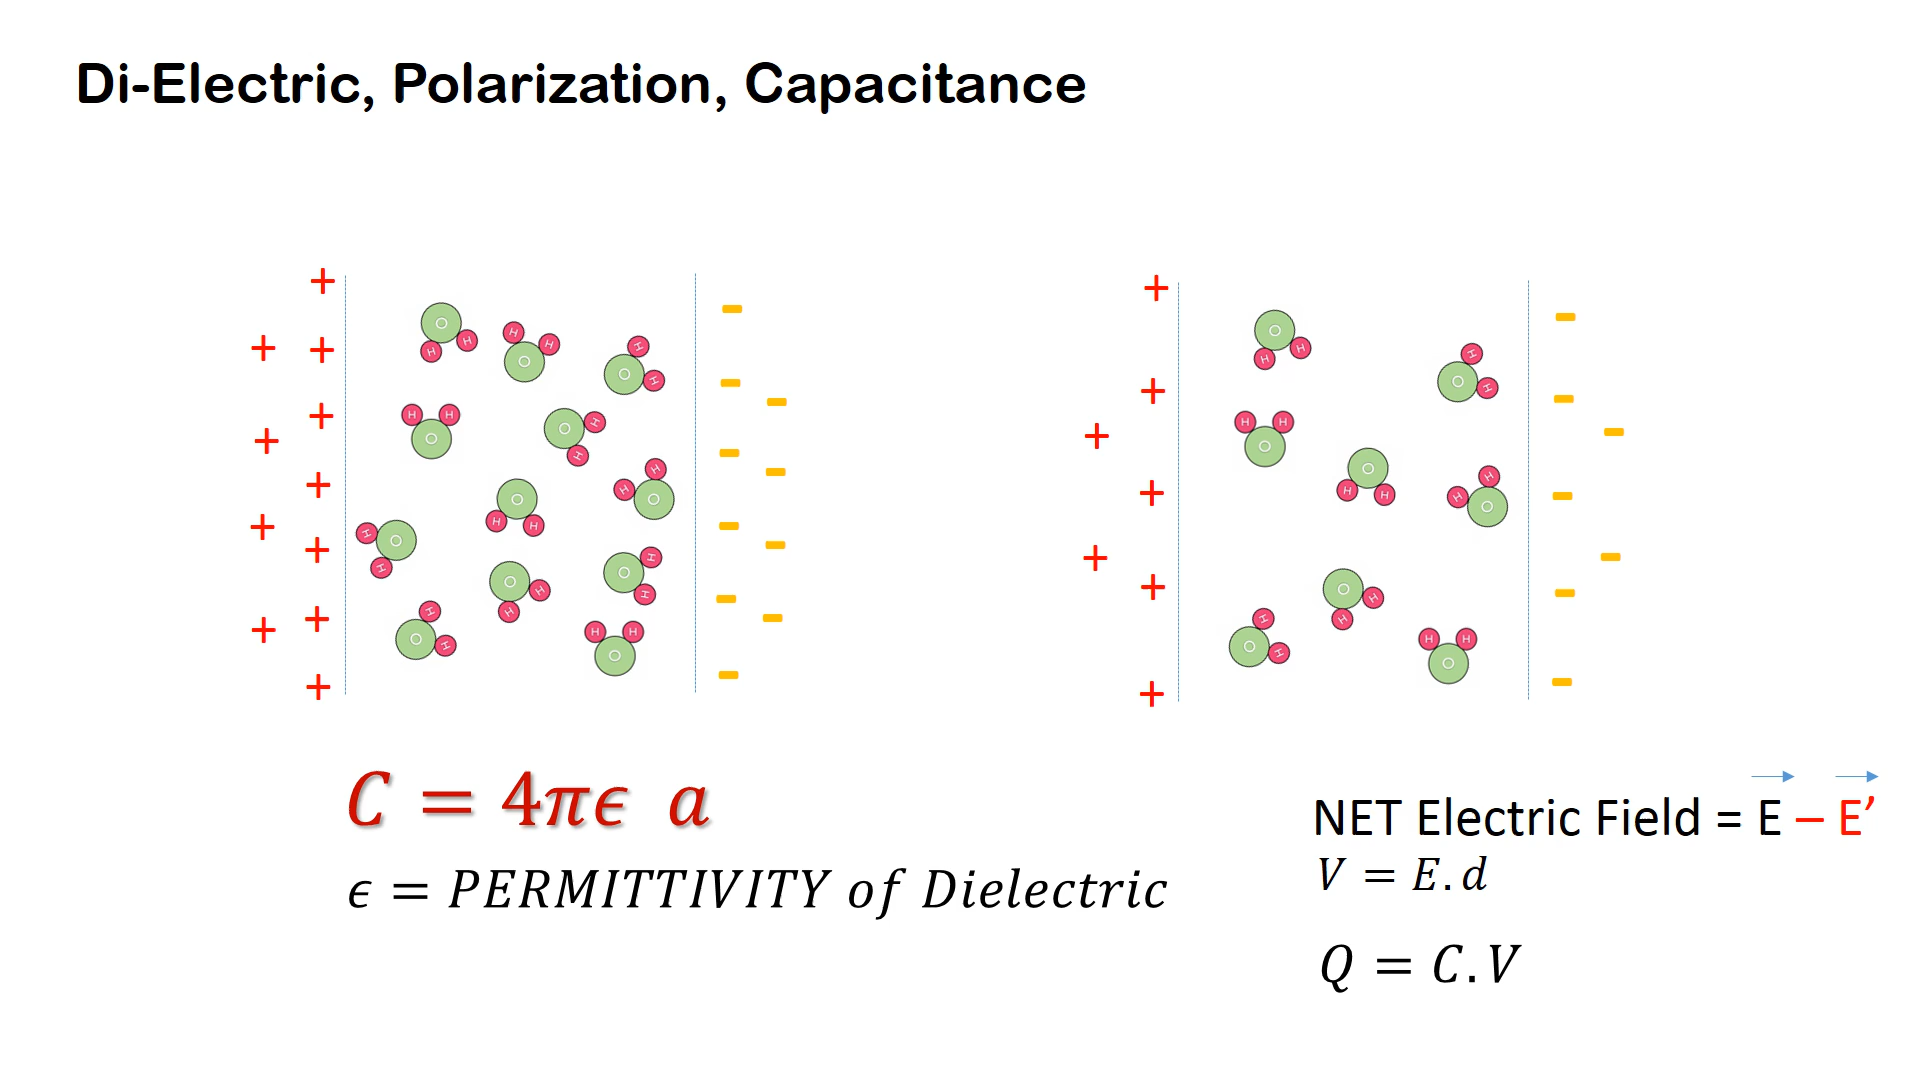 Di-Electric, Polarization, Capacitance
+ + + + + + + + + + +
- - - - - - - - - -
O H H
O H H
O H H
O H H
O H H
O H H
O H H
O H H
O H H
O H H
O H H
O H H
+ + + + + + +
- - - - - - -
O H H
O H H
O H H
O H H
O H H
O H H
O H H
O H H
C = 4πϵ a
ϵ = PERMITTIVITY of Dielectric
NET Electric Field = E – E’
V = E.d
Q = C.V